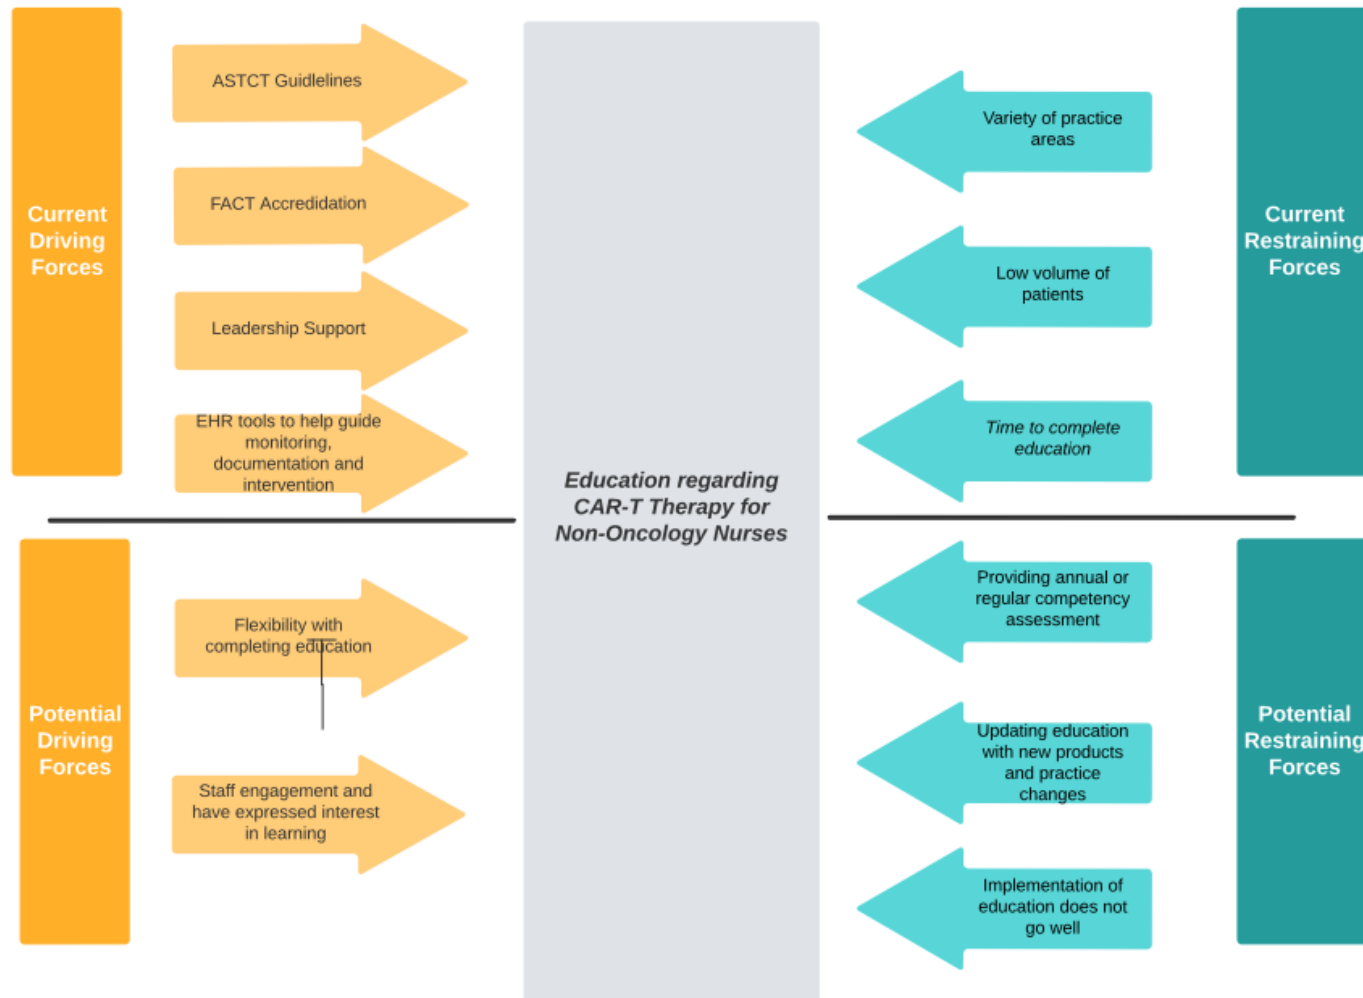 Current
Driving
Forces
ASTCT Guidlelines
FACT Accredidation
Leadership Support
EHR tools to help guide
monitoring,
documentation and
intervention
Potential
Driving
Forces
Flexibility with
completing education
Staff engagement and
have expressed interest
in learning
Education regarding
CAR-T Therapy for
Non-Oncology Nurses
Variety of practice
areas
Low volume of
patients
Time to complete
education
Current
Restraining
Forces
Providing annual or
regular competency
assessment
Updating education
with new products
and practice
changes
Implementation of
education does not
go well
Potential
Restraining
Forces